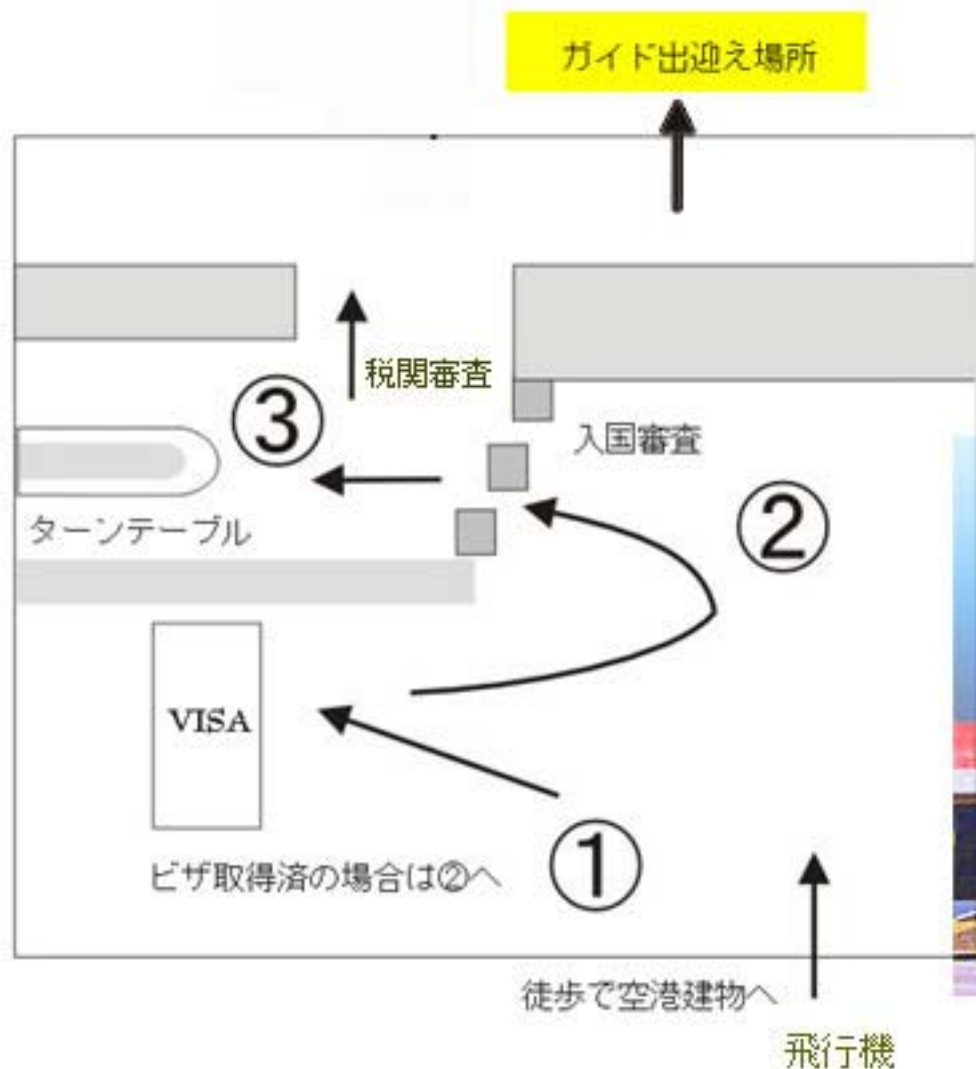 ガイド出迎え場所
税関審査
③
入国審査
②
ターンテーブル
VISA
①
ビザ取得済の場合は②へ
徒歩で空港建物へ
飛行機